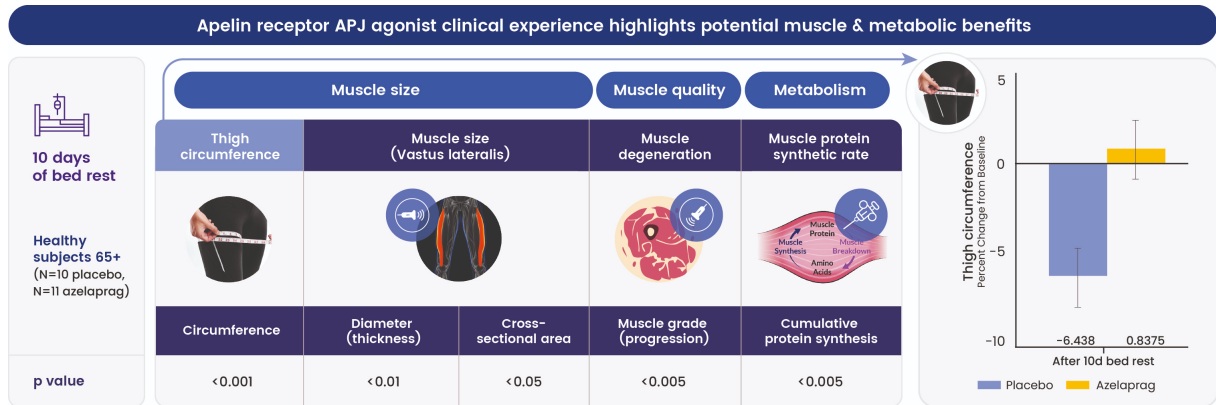 Apelin receptor APJ agonist clinical experience highlights potential muscle & metabolic benefits
10 days
of bed rest
Healthy
subjects 65+
(N=10 placebo,
N=11 azelaprag)
p value
Muscle size
Muscle quality
Metabolism
Thigh
circumference
Muscle size
(Vastus lateralis)
Muscle
degeneration
Muscle protein
synthetic rate
Muscle
Protein
Muscle
Synthesis
Muscle
Breakdown
Amino
Acids
Circumference
Diameter
(thickness)
Cross-
sectional area
Muscle grade
(progression)
Cumulative
protein synthesis
<0.001
<0.01
<0.05
<0.005
<0.005
Thigh circumference
Percent Change from Baseline
5
0
−5
−10
−6.438
0.8375
After 10d bed rest
Placebo
Azelaprag